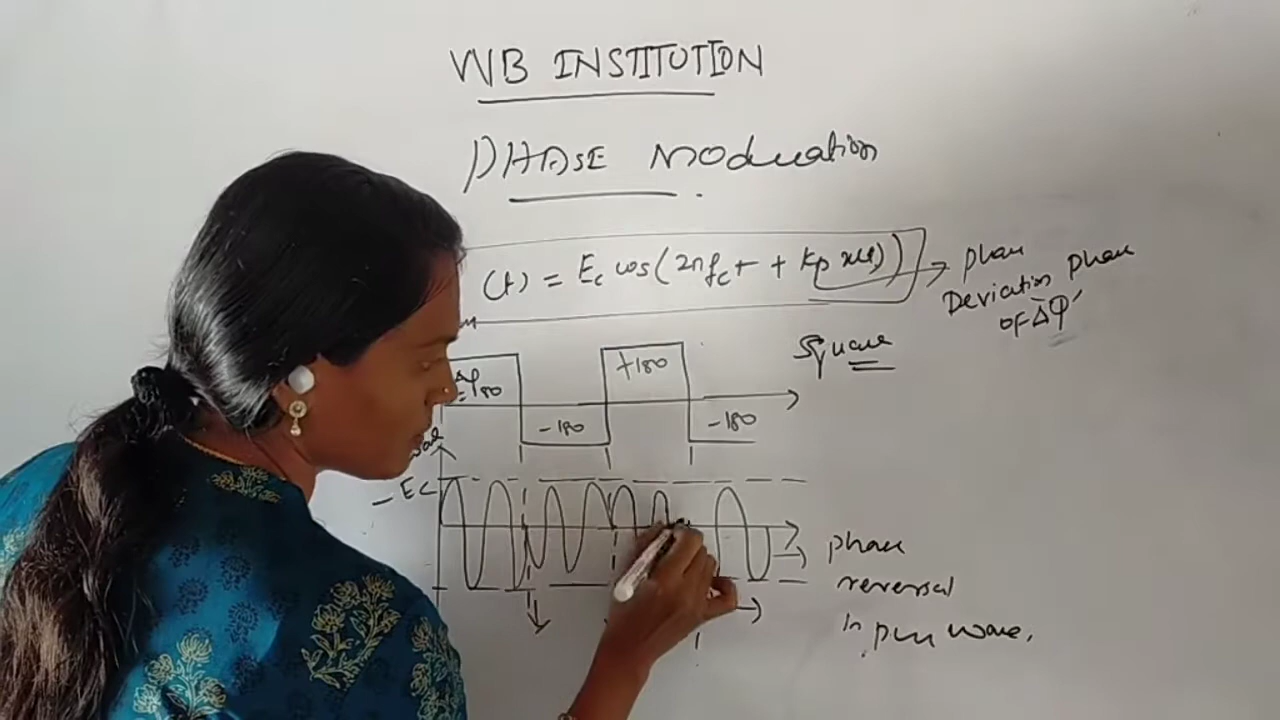 WB INSTITUTION
PHASE MODUCATION
(t) = Ec cos(2πfct + Kp x(t))
phase
Deviation phase
OF Δφ
Square
180
-180
+180
-180
- Ec
phase
reversal
in pm wave.